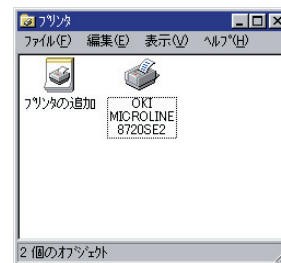 プリンタ
ファイル(F) 編集(E) 表示(V) ヘルプ(H)
プリンタの追加
OKI
MICROLINE
8720SE2
2 個のオブジェクト